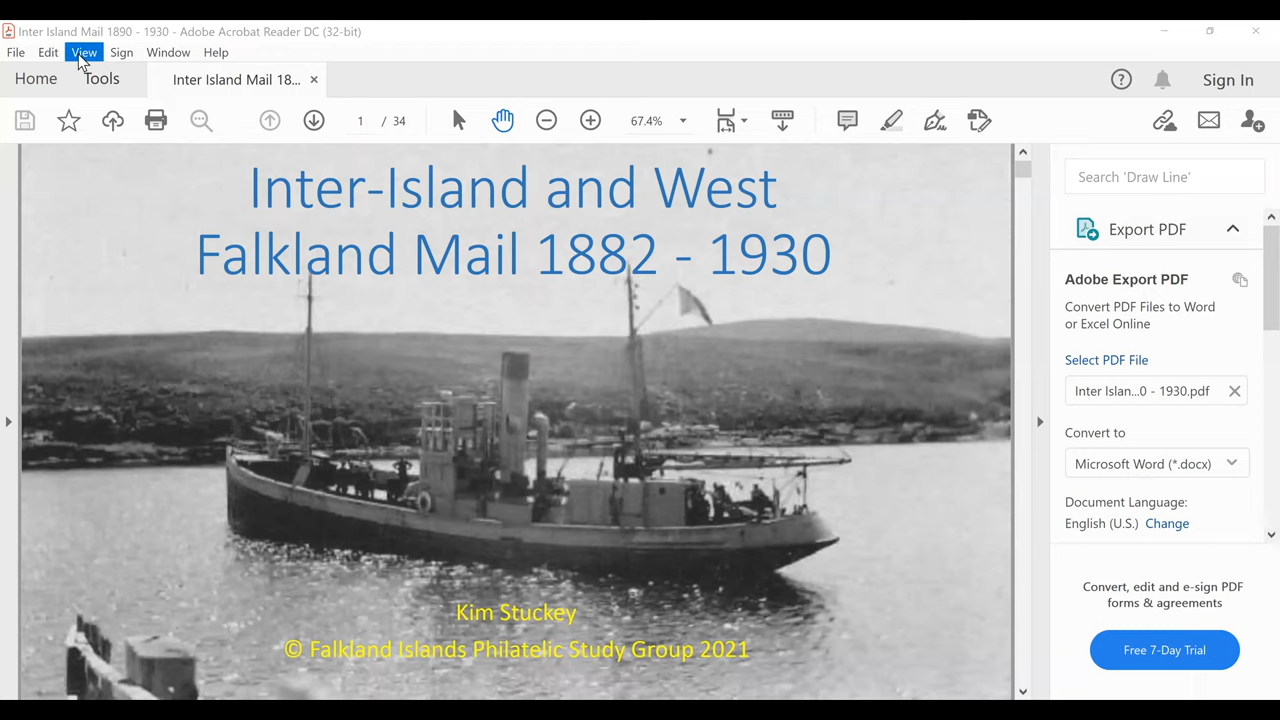 Inter Island Mail 1890 - 1930 - Adobe Acrobat Reader DC (32-bit)
File Edit View Sign Window Help
Home Tools Inter Island Mail 18... Sign In
1 / 34 67.4%
Inter-Island and West
Falkland Mail 1882 - 1930
Kim Stuckey
© Falkland Islands Philatelic Study Group 2021
Search 'Draw Line'
Export PDF
Adobe Export PDF
Convert PDF Files to Word
or Excel Online
Select PDF File
Inter Islan...0 - 1930.pdf
Convert to
Microsoft Word (*.docx)
Document Language:
English (U.S.) Change
Convert, edit and e-sign PDF
forms & agreements
Free 7-Day Trial